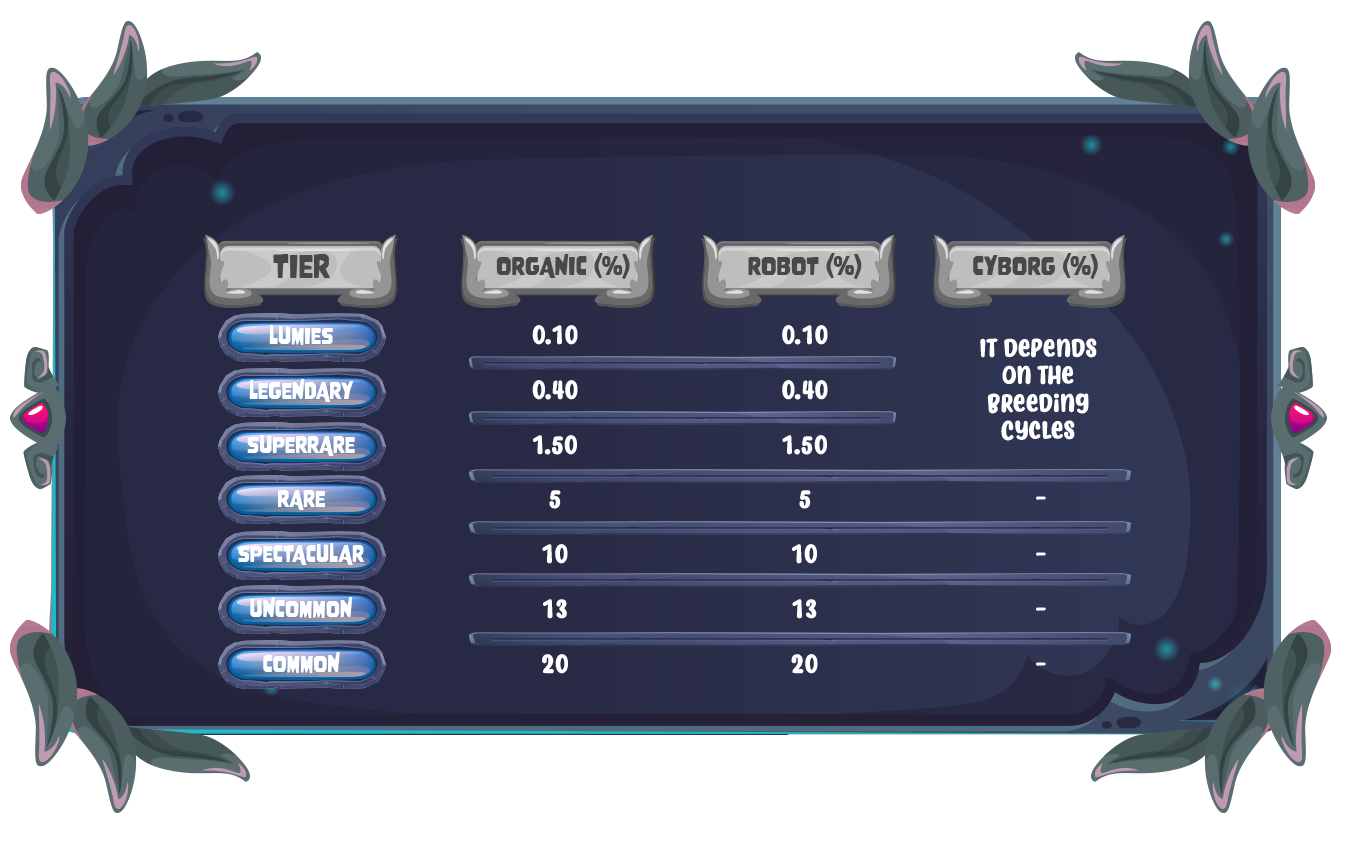 TIER ORGANIC (%) ROBOT (%) CYBORG (%)
LUMIES 0.10 0.10
IT DEPENDS
ON THE
BREEDING
CYCLES
LEGENDARY 0.40 0.40
SUPERRARE 1.50 1.50
RARE 5 5 -
SPECTACULAR 10 10 -
UNCOMMON 13 13 -
COMMON 20 20 -